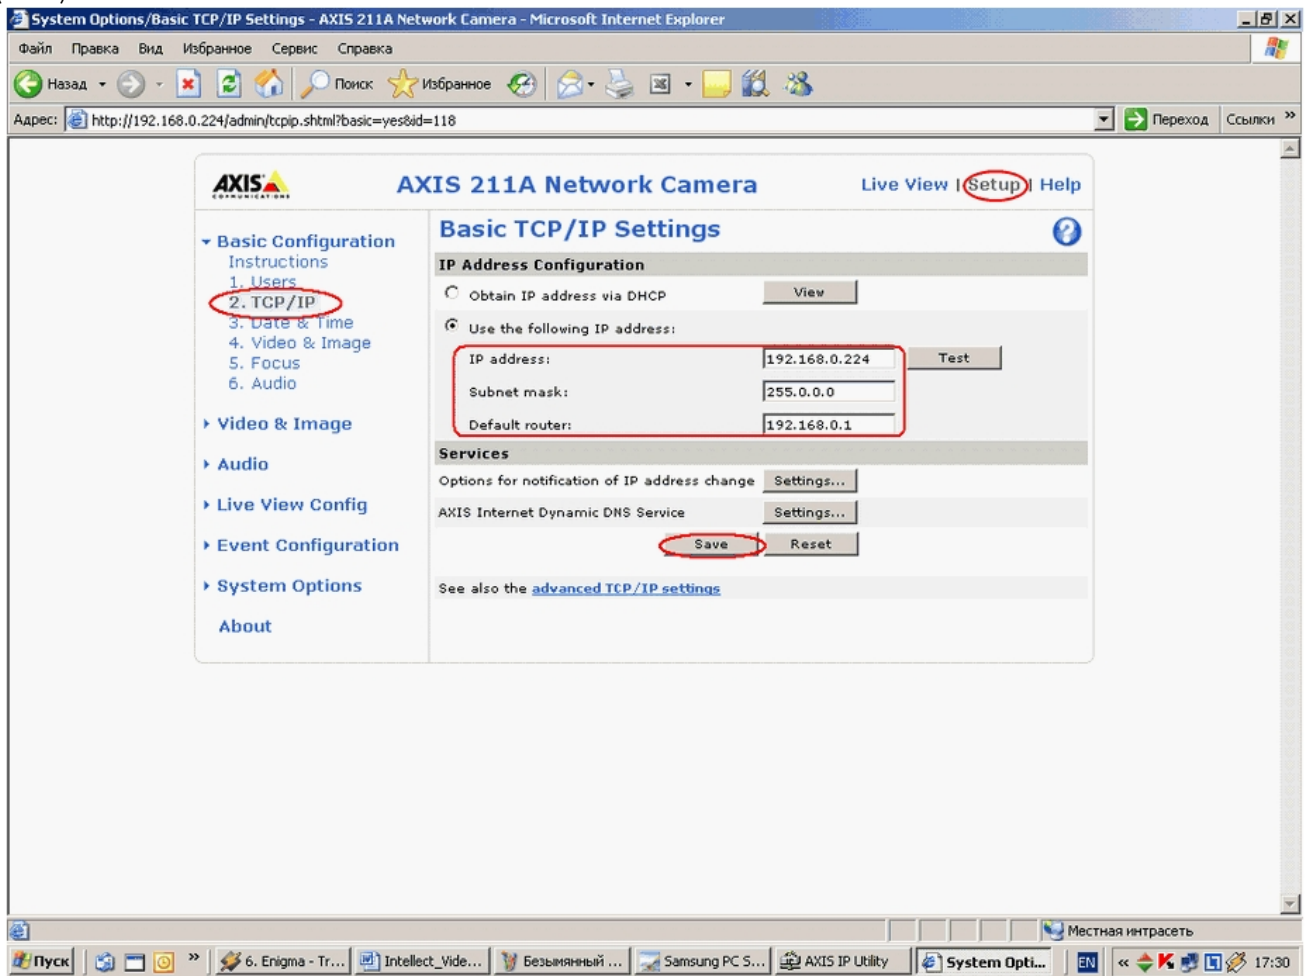 System Options/Basic TCP/IP Settings - AXIS 211A Network Camera - Microsoft Internet Explorer
Файл Правка Вид Избранное Сервис Справка
Назад Поиск Избранное
Адрес: http://192.168.0.224/admin/tcpip.shtml?basic=yes&id=118 Переход Ссылки »
AXIS COMMUNICATIONS AXIS 211A Network Camera Live View | Setup | Help
Basic Configuration
Instructions
1. Users
2. TCP/IP
3. Date & Time
4. Video & Image
5. Focus
6. Audio
Video & Image
Audio
Live View Config
Event Configuration
System Options
About
Basic TCP/IP Settings
IP Address Configuration
Obtain IP address via DHCP View
Use the following IP address:
IP address: 192.168.0.224 Test
Subnet mask: 255.0.0.0
Default router: 192.168.0.1
Services
Options for notification of IP address change Settings...
AXIS Internet Dynamic DNS Service Settings...
Save Reset
See also the advanced TCP/IP settings
Местная интрасеть
Пуск » 6. Enigma - Tr... Intellect_Vide... Безымянный ... Samsung PC S... AXIS IP Utility System Opti... EN « 17:30